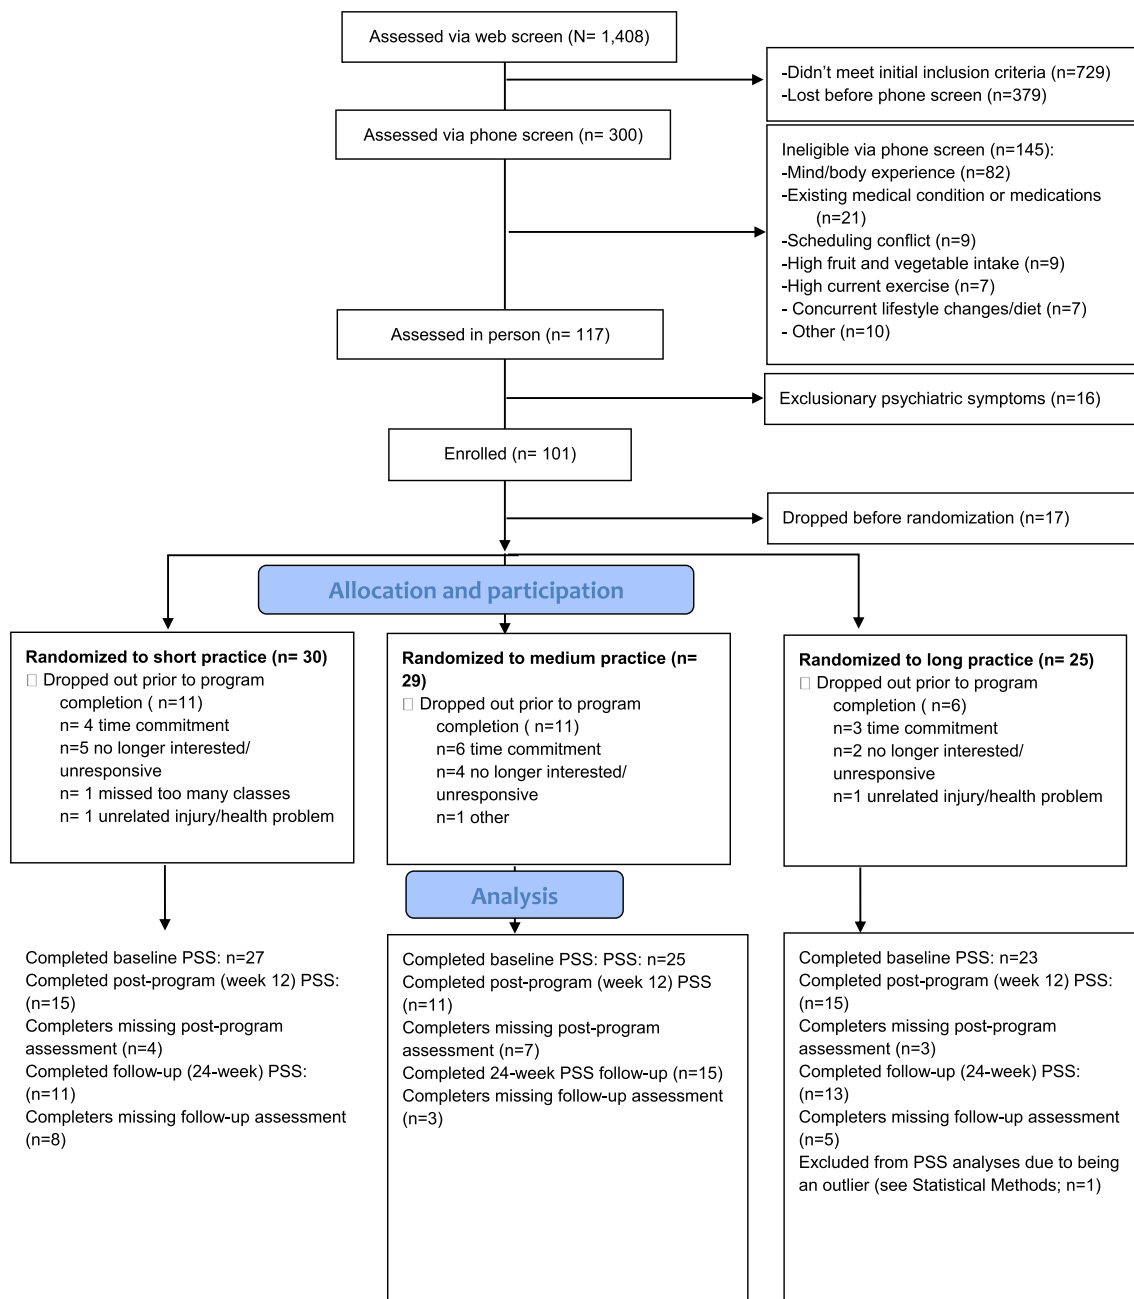 Assessed via web screen (N= 1,408)
-Didn’t meet initial inclusion criteria (n=729)
-Lost before phone screen (n=379)
Assessed via phone screen (n= 300)
Ineligible via phone screen (n=145):
-Mind/body experience (n=82)
-Existing medical condition or medications
(n=21)
-Scheduling conflict (n=9)
-High fruit and vegetable intake (n=9)
-High current exercise (n=7)
- Concurrent lifestyle changes/diet (n=7)
- Other (n=10)
Assessed in person (n= 117)
Exclusionary psychiatric symptoms (n=16)
Enrolled (n= 101)
Dropped before randomization (n=17)
Allocation and participation
Randomized to short practice (n= 30)
Dropped out prior to program
completion ( n=11)
n= 4 time commitment
n=5 no longer interested/
unresponsive
n= 1 missed too many classes
n= 1 unrelated injury/health problem
Randomized to medium practice (n=
29)
Dropped out prior to program
completion ( n=11)
n=6 time commitment
n=4 no longer interested/
unresponsive
n=1 other
Randomized to long practice (n= 25)
Dropped out prior to program
completion ( n=6)
n=3 time commitment
n=2 no longer interested/
unresponsive
n=1 unrelated injury/health problem
Analysis
Completed baseline PSS: n=27
Completed post-program (week 12) PSS:
(n=15)
Completers missing post-program
assessment (n=4)
Completed follow-up (24-week) PSS:
(n=11)
Completers missing follow-up assessment
(n=8)
Completed baseline PSS: PSS: n=25
Completed post-program (week 12) PSS
(n=11)
Completers missing post-program
assessment (n=7)
Completed 24-week PSS follow-up (n=15)
Completers missing follow-up assessment
(n=3)
Completed baseline PSS: n=23
Completed post-program (week 12) PSS:
(n=15)
Completers missing post-program
assessment (n=3)
Completed follow-up (24-week) PSS:
(n=13)
Completers missing follow-up assessment
(n=5)
Excluded from PSS analyses due to being
an outlier (see Statistical Methods; n=1)